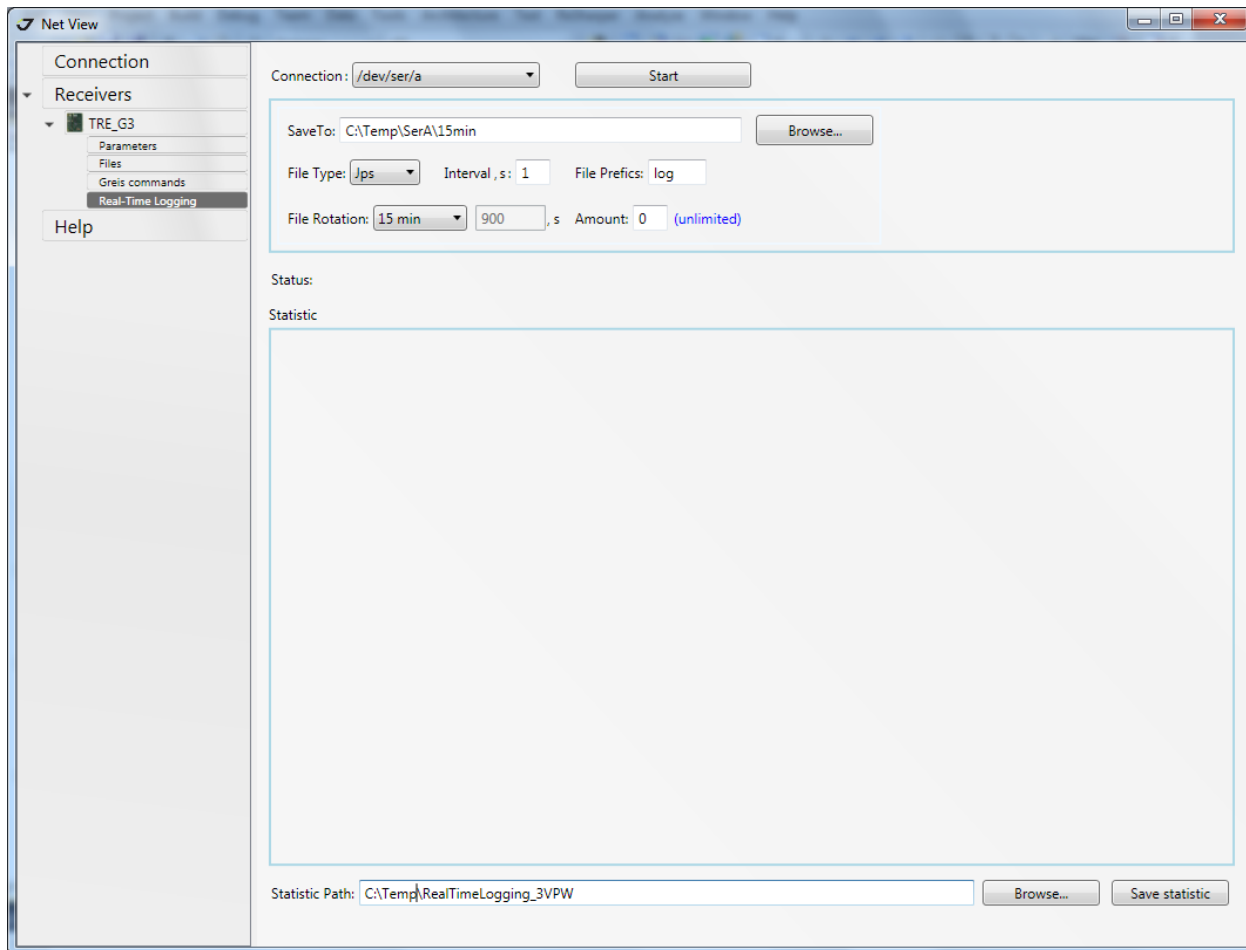 Net View
Connection
Receivers
TRE_G3
Parameters
Files
Greis commands
Real-Time Logging
Help
Connection: /dev/ser/a Start
SaveTo: C:\Temp\SerA\15min Browse...
File Type: Jps Interval ,s: 1 File Prefics: log
File Rotation: 15 min 900 , s Amount: 0 (unlimited)
Status:
Statistic
Statistic Path: C:\Temp\RealTimeLogging_3VPW Browse... Save statistic